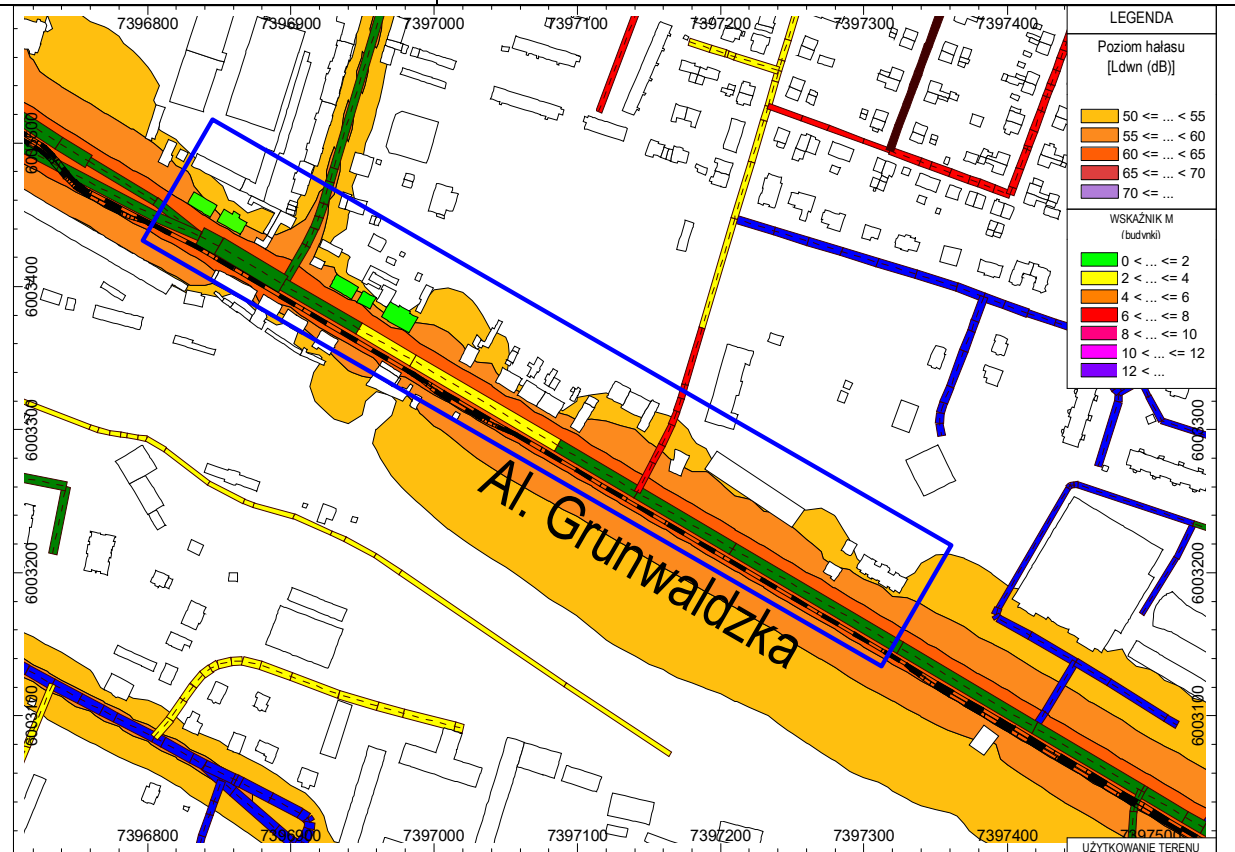 7396800 7396900 7397000 7397100 7397200 7397300 7397400
LEGENDA
Poziom hałasu
[Ldwn (dB)]
50 <= ... < 55
55 <= ... < 60
60 <= ... < 65
65 <= ... < 70
70 <= ...
WSKAŹNIK M
(budynki)
0 < ... <= 2
2 < ... <= 4
4 < ... <= 6
6 < ... <= 8
8 < ... <= 10
10 < ... <= 12
12 < ...
6003500
6003400
6003300
6003200
6003100
6003300
6003200
6003100
Al. Grunwaldzka
7396800 7396900 7397000 7397100 7397200 7397300 7397400 7397500
UŻYTKOWANIE TERENU